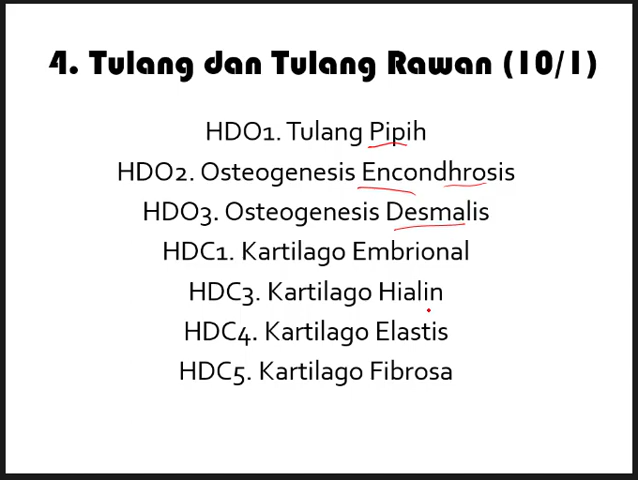 4. Tulang dan Tulang Rawan (10/1)
HDO1. Tulang Pipih
HDO2. Osteogenesis Encondhrosis
HDO3. Osteogenesis Desmalis
HDC1. Kartilago Embrional
HDC3. Kartilago Hialin
HDC4. Kartilago Elastis
HDC5. Kartilago Fibrosa